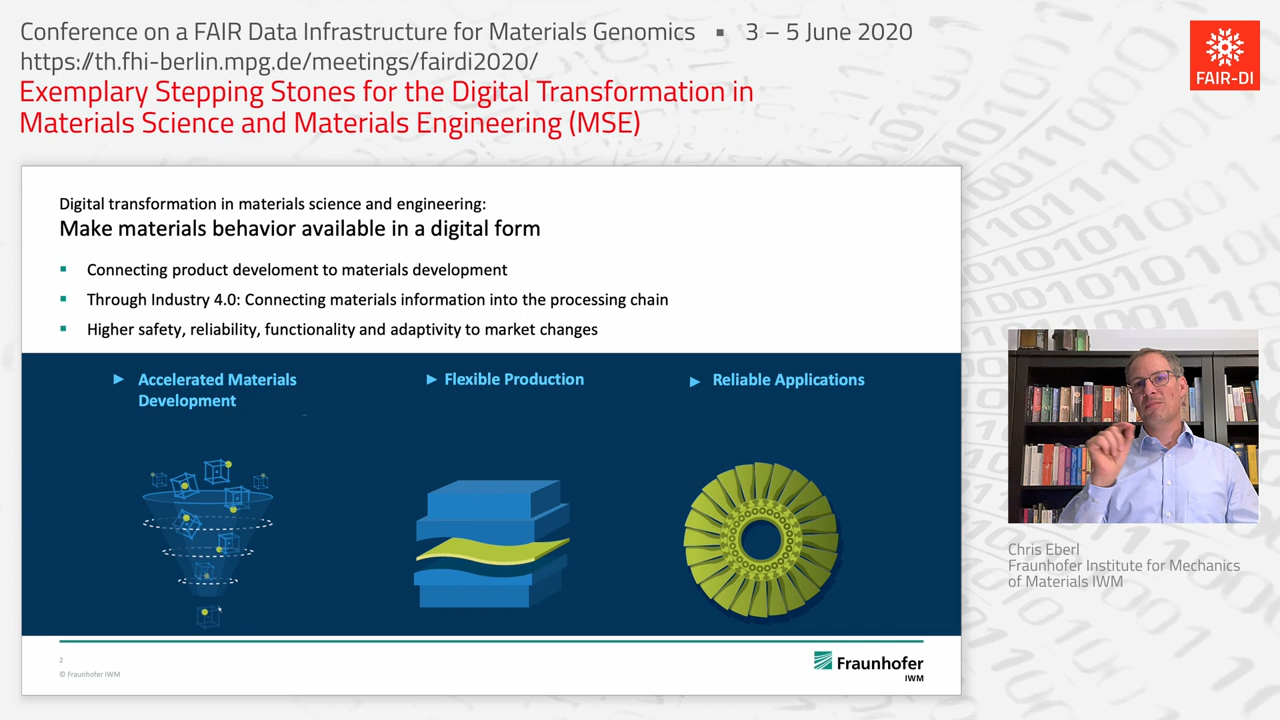 Conference on a FAIR Data Infrastructure for Materials Genomics ▪ 3 – 5 June 2020
https://th.fhi-berlin.mpg.de/meetings/fairdi2020/
Exemplary Stepping Stones for the Digital Transformation in
Materials Science and Materials Engineering (MSE)
FAIR-DI
Digital transformation in materials science and engineering:
Make materials behavior available in a digital form
▪ Connecting product develoment to materials development
▪ Through Industry 4.0: Connecting materials information into the processing chain
▪ Higher safety, reliability, functionality and adaptivity to market changes
► Accelerated Materials
Development
► Flexible Production
► Reliable Applications
Chris Eberl
Fraunhofer Institute for Mechanics
of Materials IWM
2
© Fraunhofer IWM
Fraunhofer
IWM